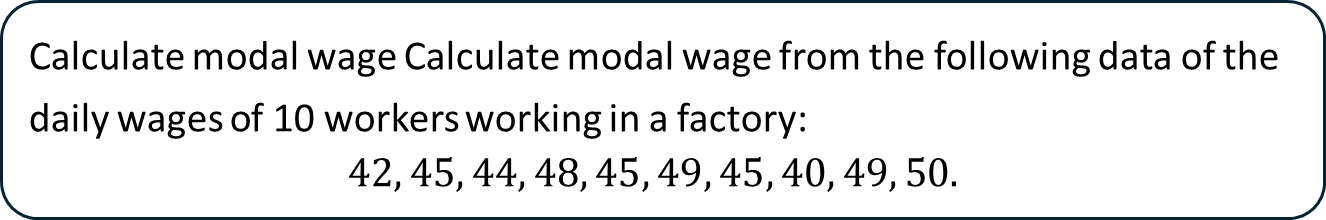 Calculate modal wage Calculate modal wage from the following data of the
daily wages of 10 workers working in a factory:
42, 45, 44, 48, 45, 49, 45, 40, 49, 50.